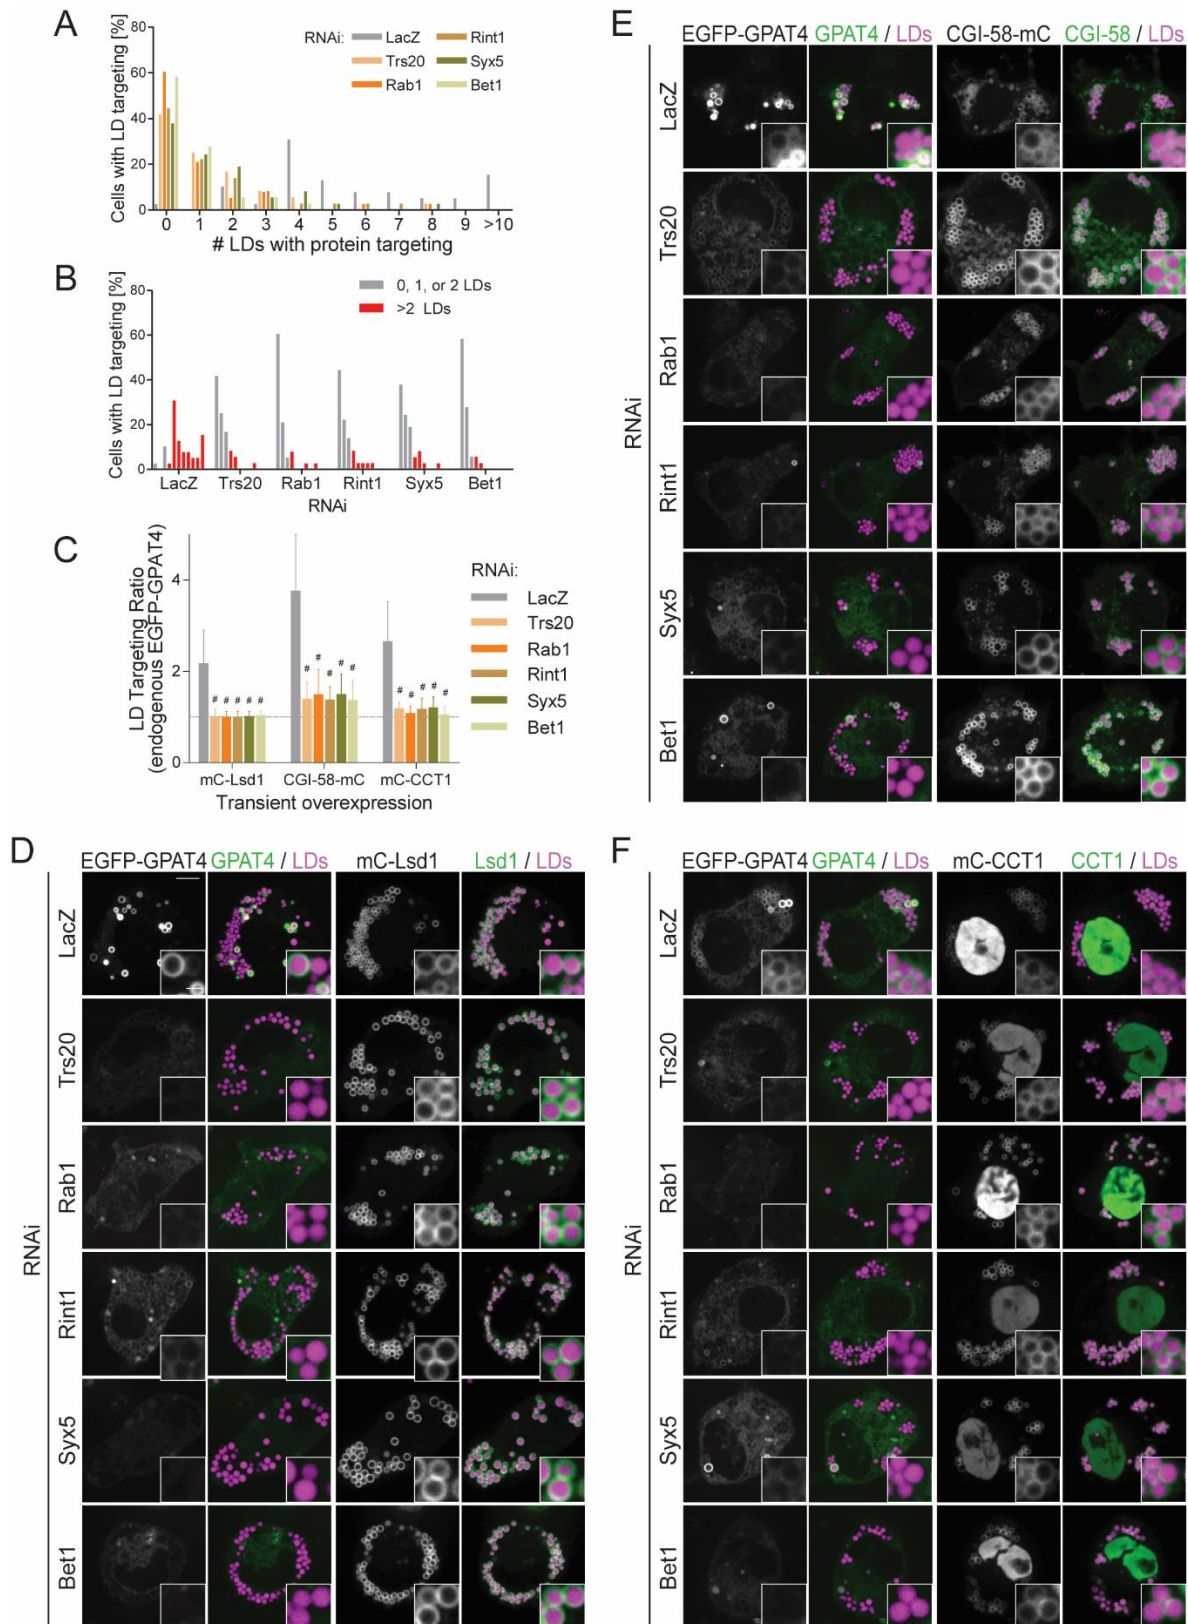 A
Cells with LD targeting [%]
80
60
40
20
0
RNAi:
LacZ
Trs20
Rab1
Rint1
Syx5
Bet1
0 1 2 3 4 5 6 7 8 9 >10
# LDs with protein targeting
B
Cells with LD targeting [%]
80
60
40
20
0
0, 1, or 2 LDs
>2 LDs
LacZ Trs20 Rab1 Rint1 Syx5 Bet1
RNAi
C
LD Targeting Ratio
(endogenous EGFP-GPAT4)
4
2
0
# # # # #
# # # # #
# # # # #
mC-Lsd1 CGI-58-mC mC-CCT1
Transient overexpression
RNAi:
LacZ
Trs20
Rab1
Rint1
Syx5
Bet1
D
EGFP-GPAT4 GPAT4 / LDs mC-Lsd1 Lsd1 / LDs
RNAi
LacZ
Trs20
Rab1
Rint1
Syx5
Bet1
E
EGFP-GPAT4 GPAT4 / LDs CGI-58-mC CGI-58 / LDs
RNAi
LacZ
Trs20
Rab1
Rint1
Syx5
Bet1
F
EGFP-GPAT4 GPAT4 / LDs mC-CCT1 CCT1 / LDs
RNAi
LacZ
Trs20
Rab1
Rint1
Syx5
Bet1